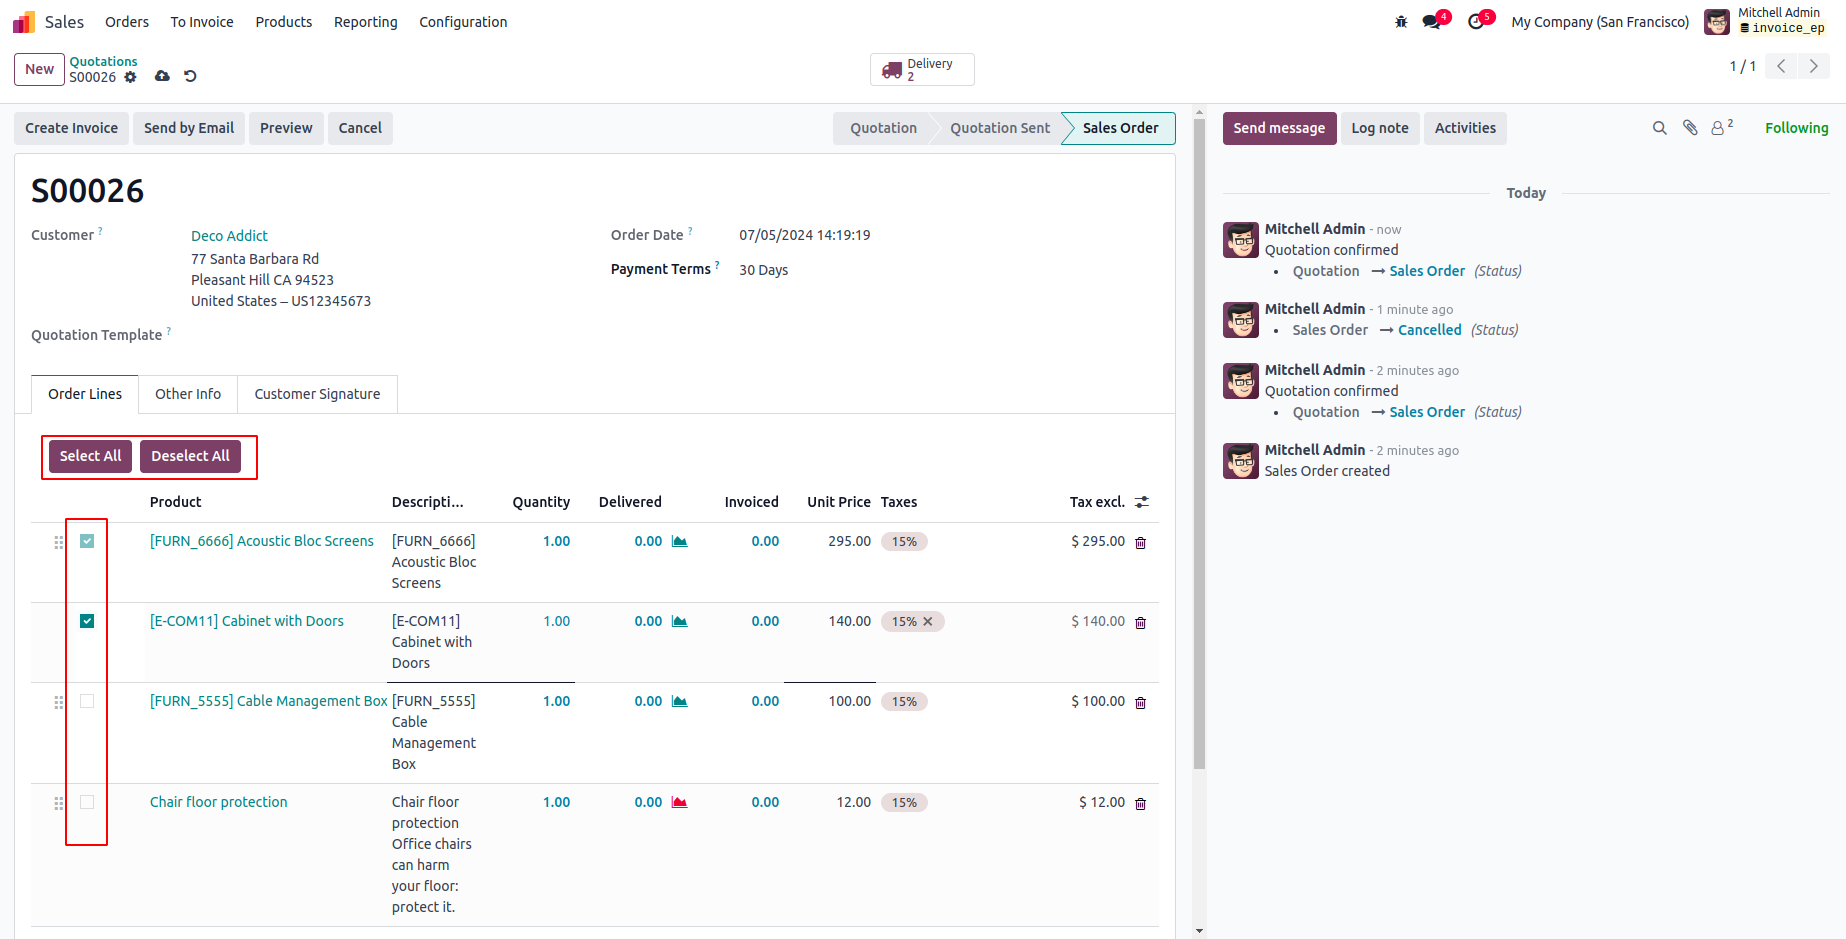 Sales Orders To Invoice Products Reporting Configuration 4 5 My Company (San Francisco) Mitchell Admin
invoice_ep
New Quotations
S00026
Delivery
2
1 / 1
Create Invoice Send by Email Preview Cancel Quotation Quotation Sent Sales Order
S00026
Customer ?
Deco Addict
77 Santa Barbara Rd
Pleasant Hill CA 94523
United States – US12345673
Order Date ? 07/05/2024 14:19:19
Payment Terms ? 30 Days
Quotation Template ?
Order Lines Other Info Customer Signature
Select All Deselect All
Product Descripti... Quantity Delivered Invoiced Unit Price Taxes Tax excl.
[FURN_6666] Acoustic Bloc Screens [FURN_6666] 1.00 0.00 0.00 295.00 15% $ 295.00
Acoustic Bloc
Screens
[E-COM11] Cabinet with Doors [E-COM11] 1.00 0.00 0.00 140.00 15% $ 140.00
Cabinet with
Doors
[FURN_5555] Cable Management Box [FURN_5555] 1.00 0.00 0.00 100.00 15% $ 100.00
Cable
Management
Box
Chair floor protection Chair floor 1.00 0.00 0.00 12.00 15% $ 12.00
protection
Office chairs
can harm
your floor:
protect it.
Send message Log note Activities 2 Following
Today
Mitchell Admin - now
Quotation confirmed
• Quotation → Sales Order (Status)
Mitchell Admin - 1 minute ago
• Sales Order → Cancelled (Status)
Mitchell Admin - 2 minutes ago
Quotation confirmed
• Quotation → Sales Order (Status)
Mitchell Admin - 2 minutes ago
Sales Order created